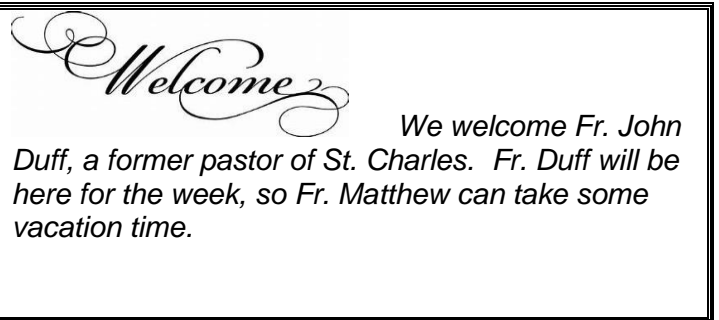 Welcome
We welcome Fr. John
Duff, a former pastor of St. Charles.  Fr. Duff will be
here for the week, so Fr. Matthew can take some
vacation time.